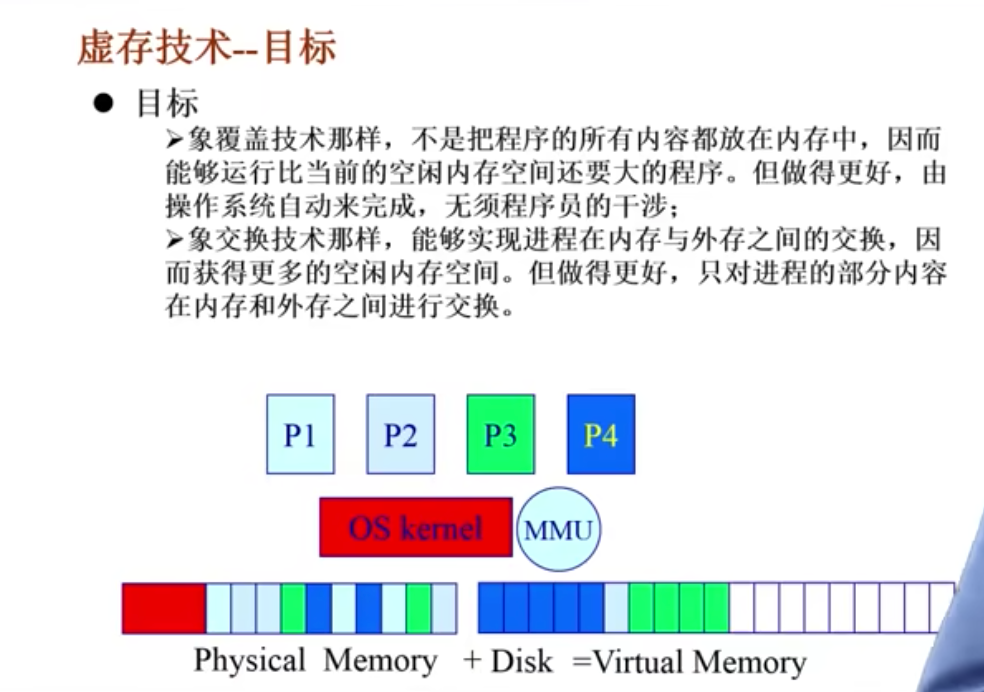 虚存技术--目标
● 目标
➢象覆盖技术那样，不是把程序的所有内容都放在内存中，因而
能够运行比当前的空闲内存空间还要大的程序。但做得更好，由
操作系统自动来完成，无须程序员的干涉；
➢象交换技术那样，能够实现进程在内存与外存之间的交换，因
而获得更多的空闲内存空间。但做得更好，只对进程的部分内容
在内存和外存之间进行交换。
P1 P2 P3 P4
OS kernel MMU
Physical Memory + Disk =Virtual Memory